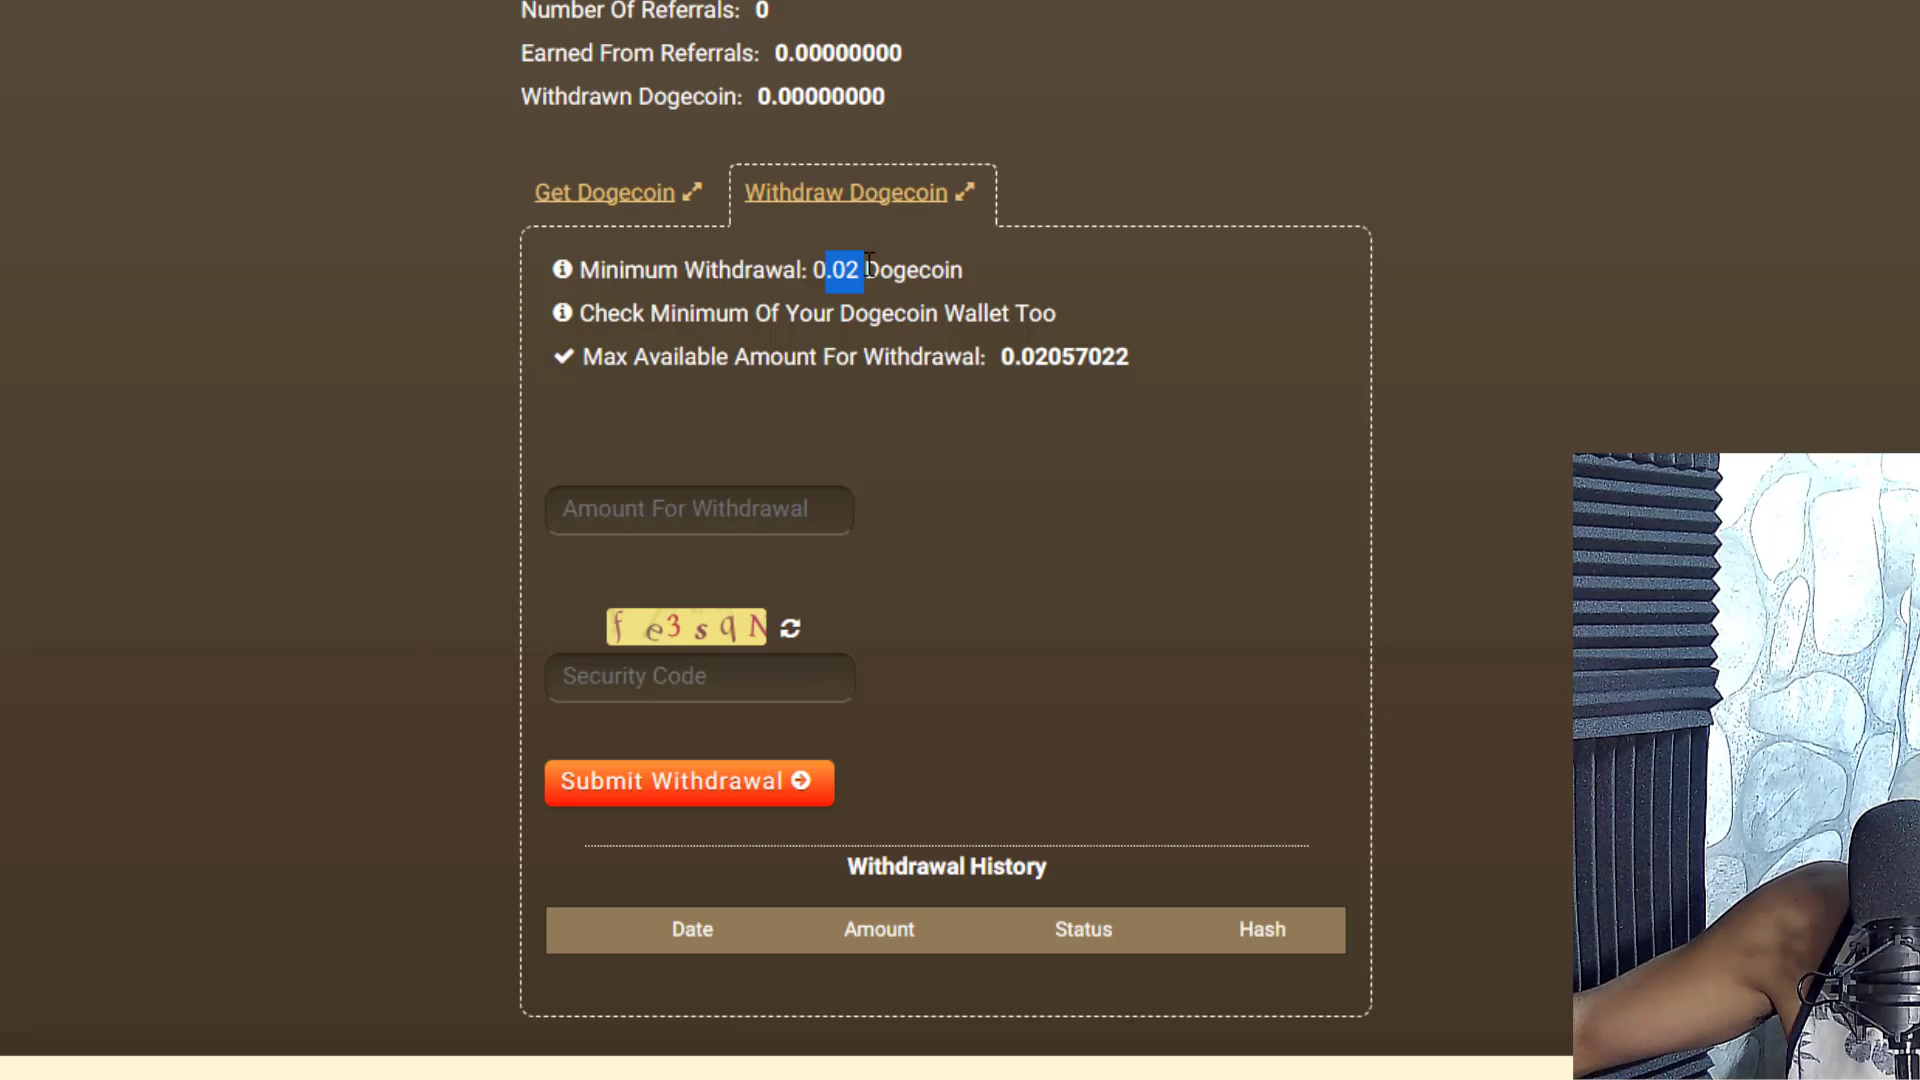 Number Of Referrals: 0
Earned From Referrals: 0.00000000
Withdrawn Dogecoin: 0.00000000
Get Dogecoin Withdraw Dogecoin
Minimum Withdrawal: 0.02 Dogecoin
Check Minimum Of Your Dogecoin Wallet Too
Max Available Amount For Withdrawal: 0.02057022
Amount For Withdrawal
f e3 s q N
Security Code
Submit Withdrawal
Withdrawal History
Date Amount Status Hash